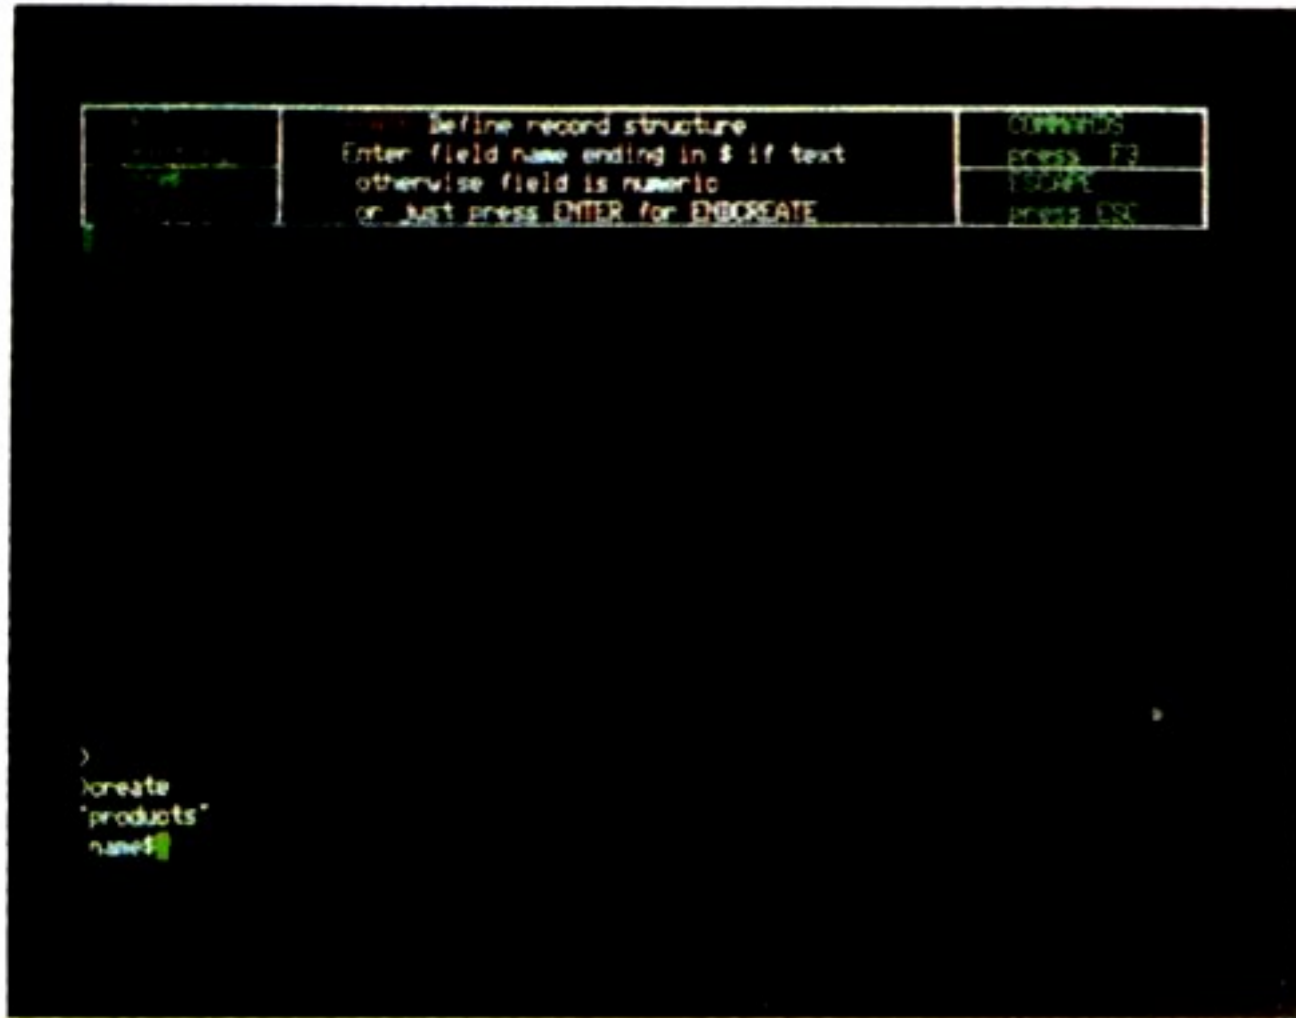 Define record structure
Enter field name ending in $ if text
otherwise field is numeric
or just press ENTER for ENDCREATE
COMMANDS
press F3
ESCAPE
press ESC
>
>create
"products"
name$